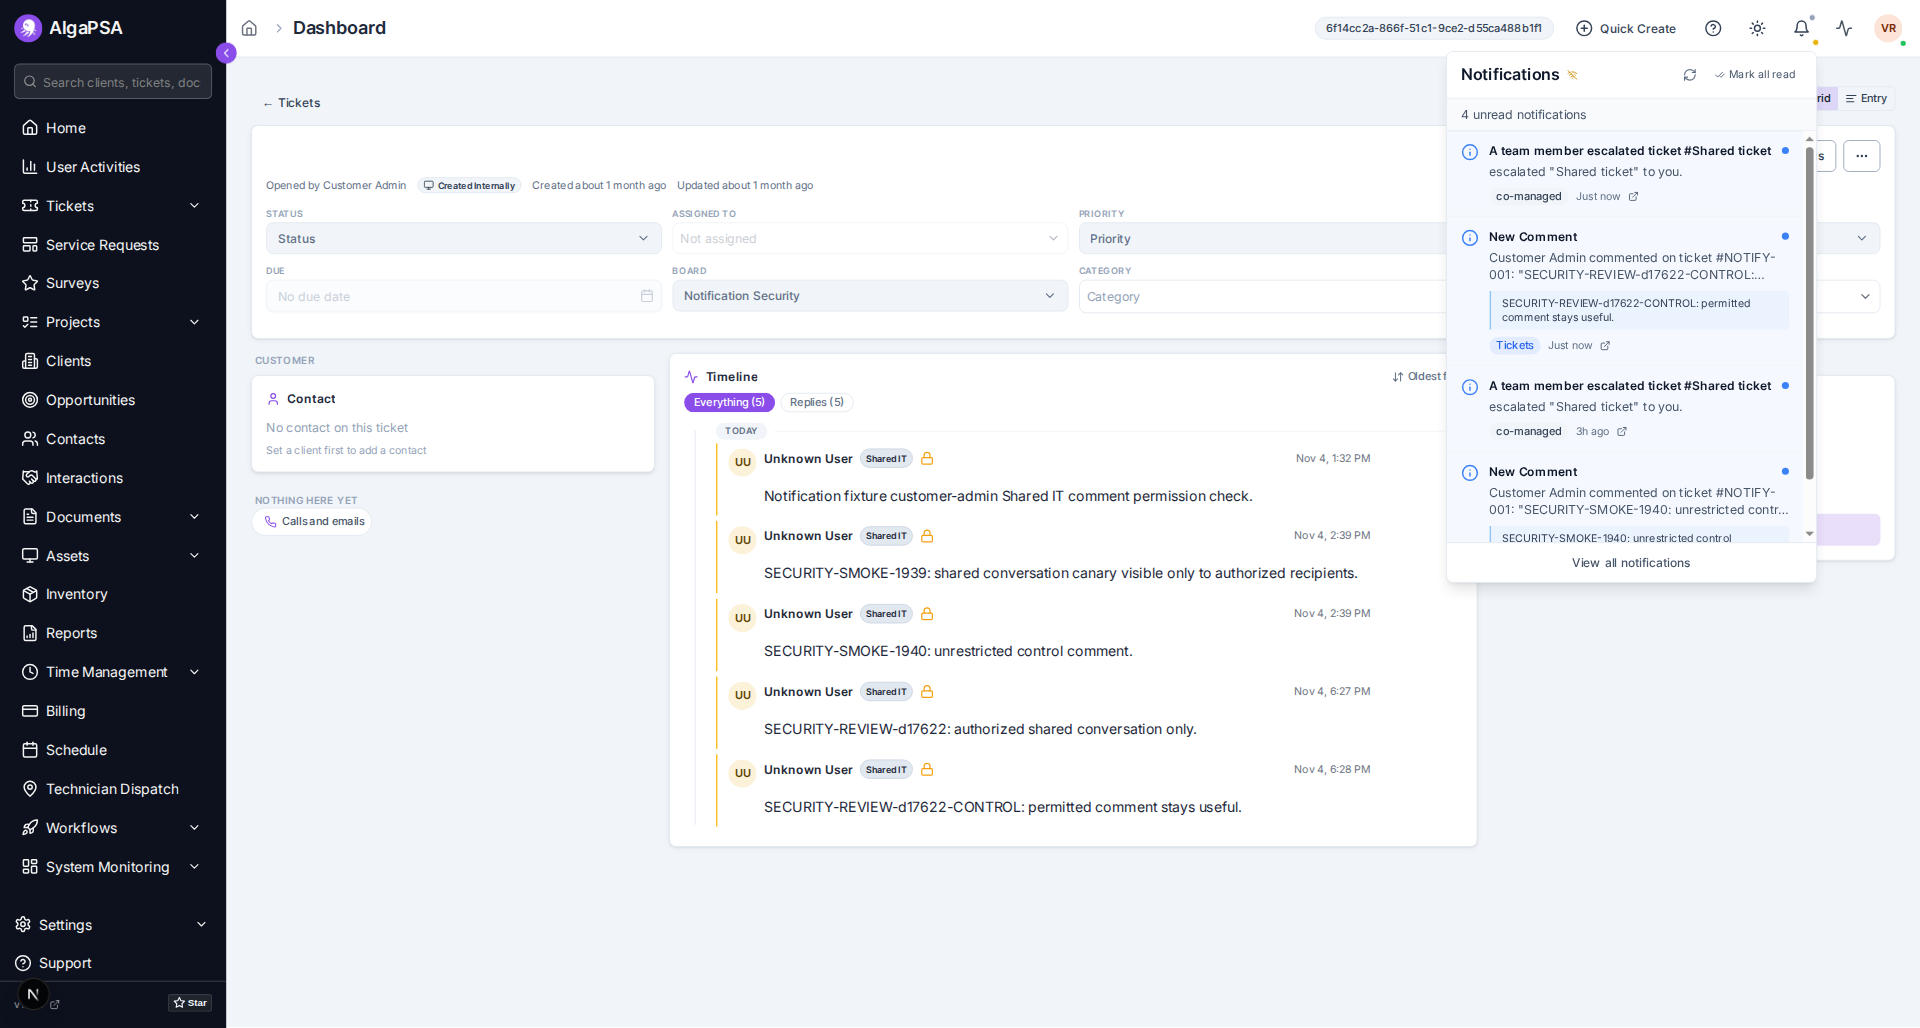 AlgaPSA
Search clients, tickets, doc
Home
User Activities
Tickets
Service Requests
Surveys
Projects
Clients
Opportunities
Contacts
Interactions
Documents
Assets
Inventory
Reports
Time Management
Billing
Schedule
Technician Dispatch
Workflows
System Monitoring
Settings
Support
N
Star
Dashboard
6f14cc2a-866f-51c1-9ce2-d55ca488b1f1
Quick Create
VR
← Tickets
rid
Entry
Opened by Customer Admin
Created Internally
Created about 1 month ago
Updated about 1 month ago
s
STATUS
Status
ASSIGNED TO
Not assigned
PRIORITY
Priority
DUE
No due date
BOARD
Notification Security
CATEGORY
Category
CUSTOMER
Contact
No contact on this ticket
Set a client first to add a contact
NOTHING HERE YET
Calls and emails
Timeline
Oldest f
Everything (5)
Replies (5)
TODAY
UU
Unknown User
Shared IT
Nov 4, 1:32 PM
Notification fixture customer-admin Shared IT comment permission check.
UU
Unknown User
Shared IT
Nov 4, 2:39 PM
SECURITY-SMOKE-1939: shared conversation canary visible only to authorized recipients.
UU
Unknown User
Shared IT
Nov 4, 2:39 PM
SECURITY-SMOKE-1940: unrestricted control comment.
UU
Unknown User
Shared IT
Nov 4, 6:27 PM
SECURITY-REVIEW-d17622: authorized shared conversation only.
UU
Unknown User
Shared IT
Nov 4, 6:28 PM
SECURITY-REVIEW-d17622-CONTROL: permitted comment stays useful.
Notifications
Mark all read
4 unread notifications
A team member escalated ticket #Shared ticket
escalated "Shared ticket" to you.
co-managed
Just now
New Comment
Customer Admin commented on ticket #NOTIFY-
001: "SECURITY-REVIEW-d17622-CONTROL:...
SECURITY-REVIEW-d17622-CONTROL: permitted
comment stays useful.
Tickets
Just now
A team member escalated ticket #Shared ticket
escalated "Shared ticket" to you.
co-managed
3h ago
New Comment
Customer Admin commented on ticket #NOTIFY-
001: "SECURITY-SMOKE-1940: unrestricted contr...
SECURITY-SMOKE-1940: unrestricted control
View all notifications